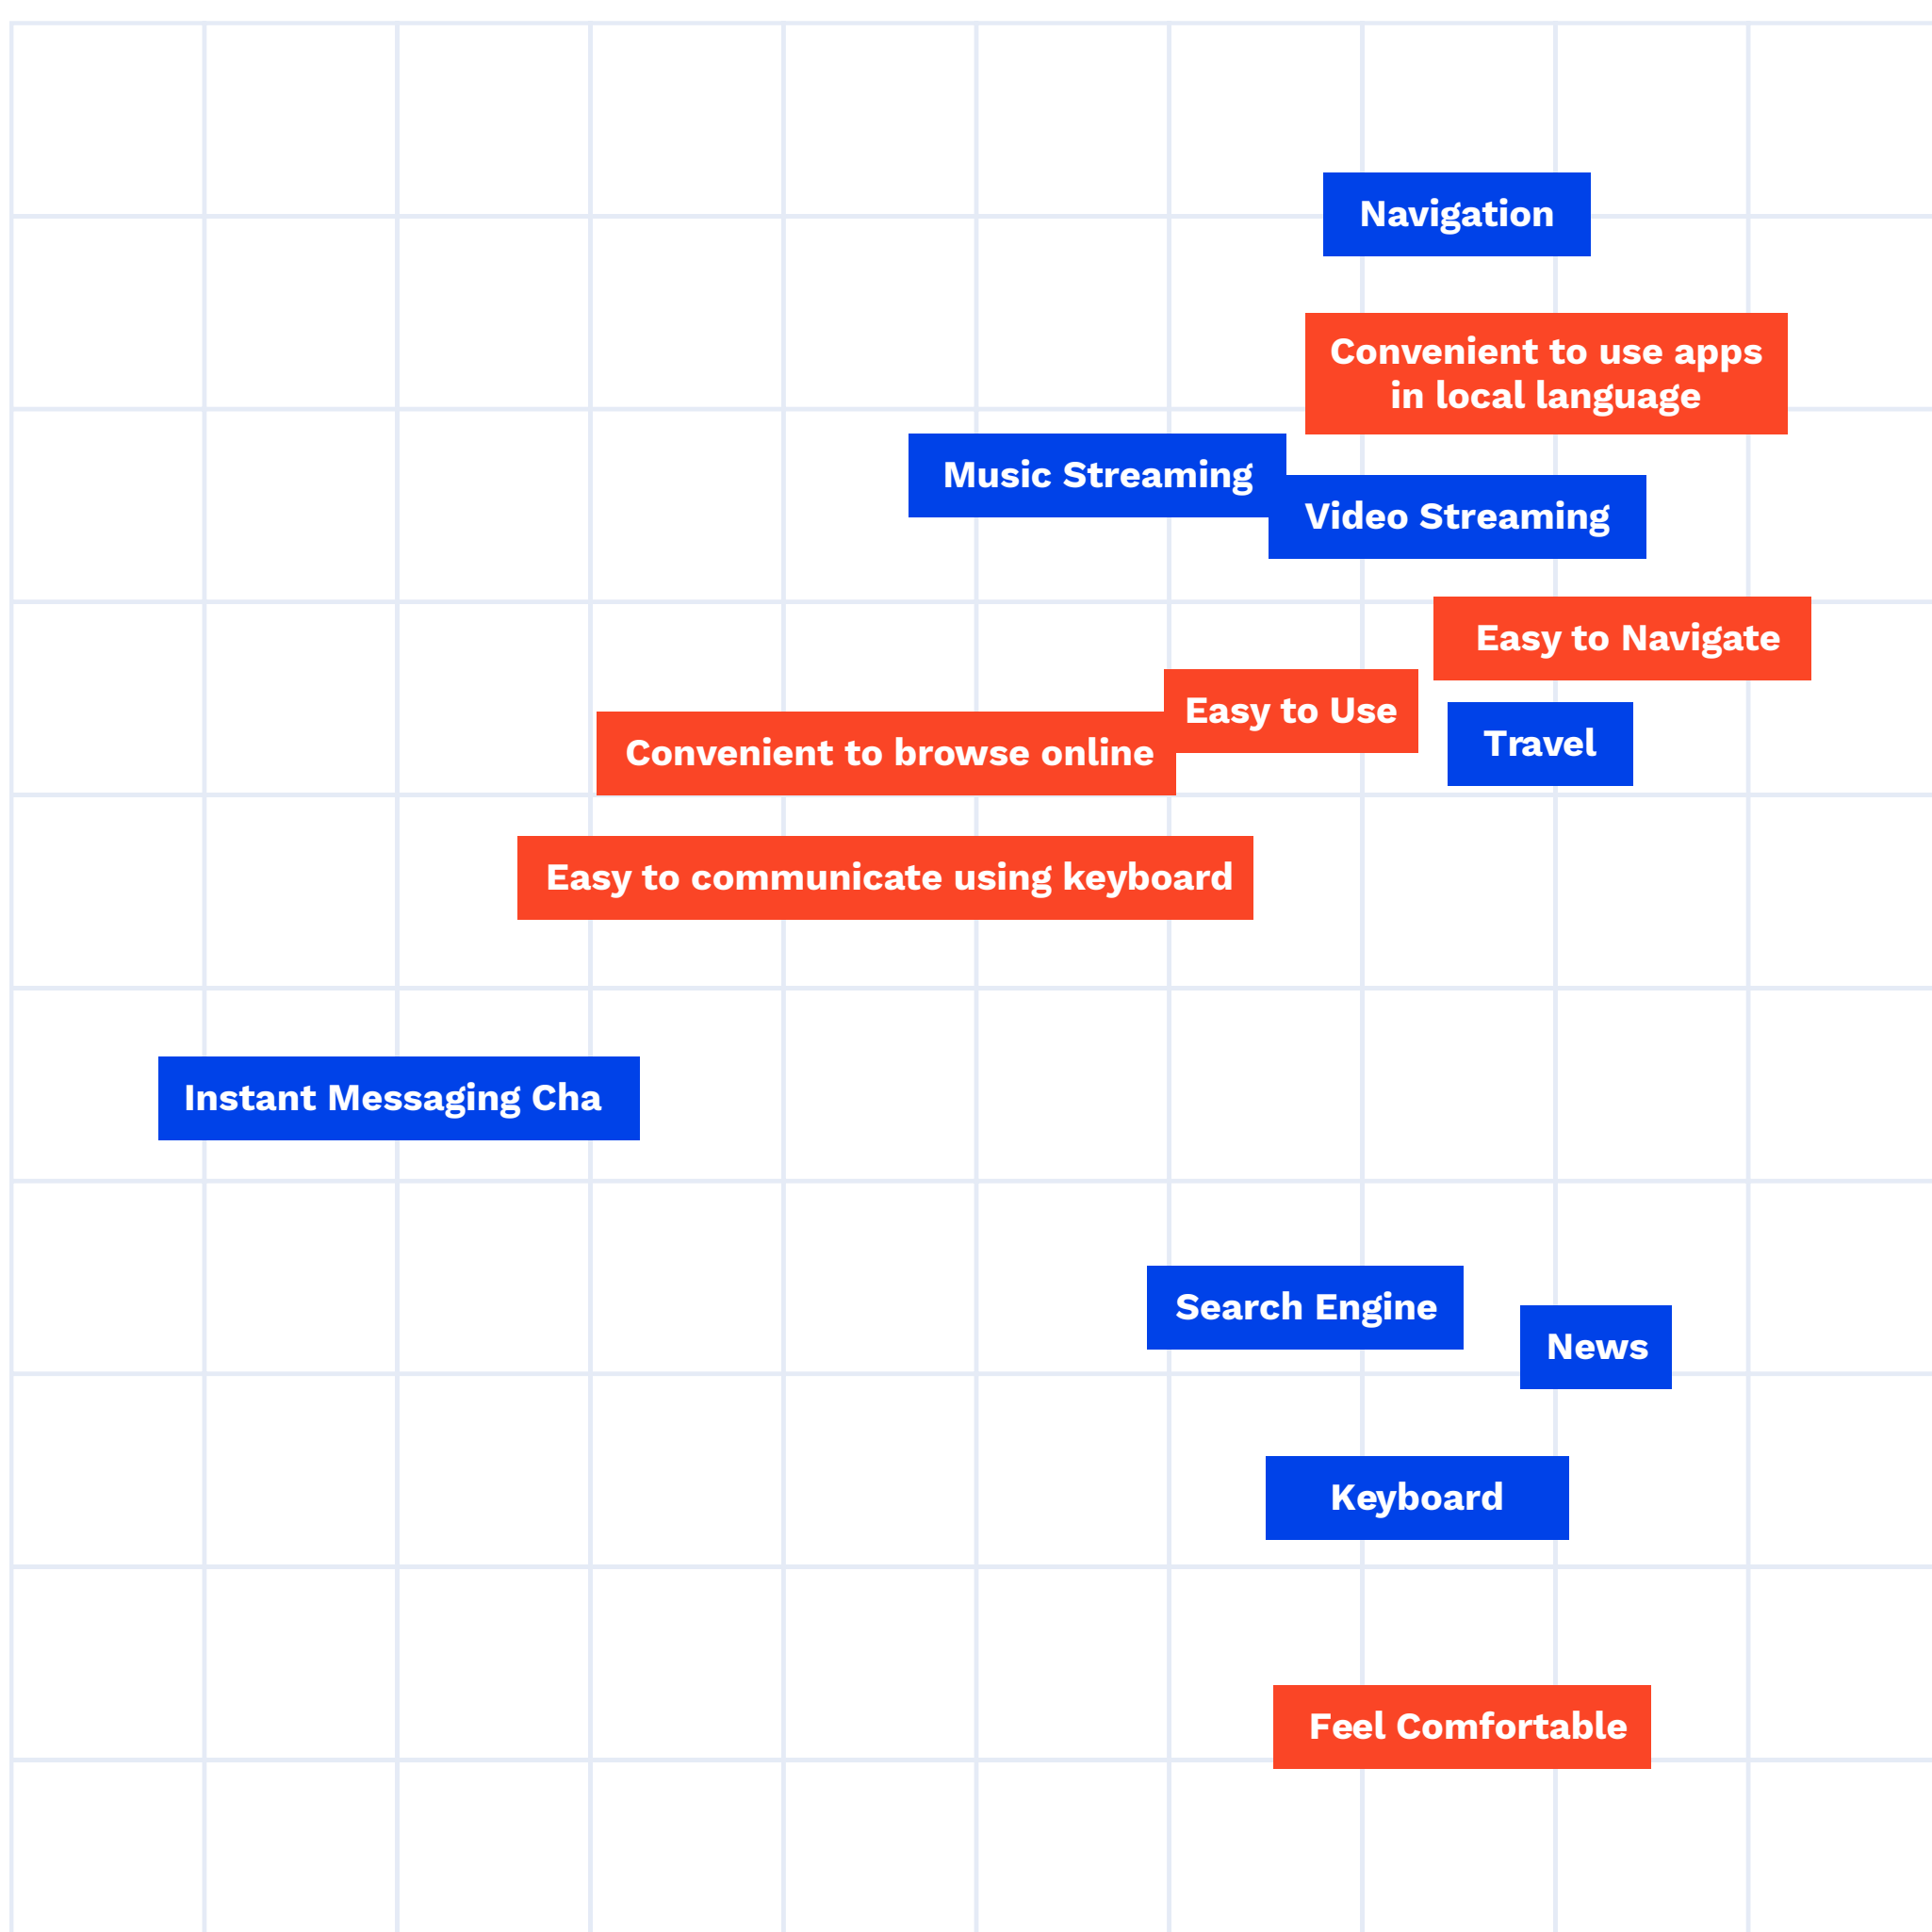 Navigation
Convenient to use apps
in local language
Music Streaming
Video Streaming
Easy to Navigate
Easy to Use
Travel
Convenient to browse online
Easy to communicate using keyboard
Instant Messaging Cha
Search Engine
News
Keyboard
Feel Comfortable